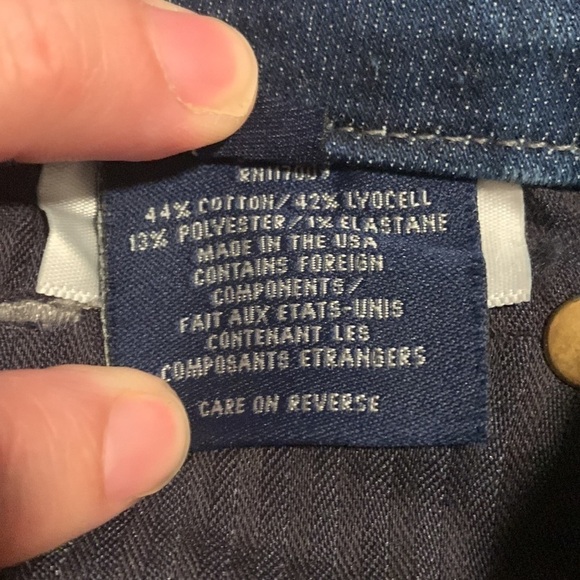 44% COTTON/42% LYOCELL
13% POLYESTER/1% ELASTANE
MADE IN THE USA
CONTAINS FOREIGN
COMPONENTS/
FAIT AUX ETATS-UNIS
CONTENANT LES
COMPOSANTS ETRANGERS
CARE ON REVERSE